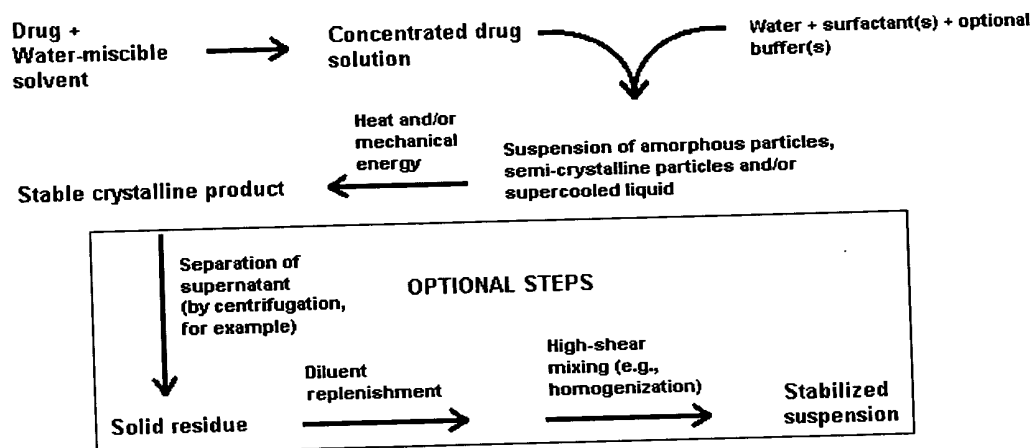 Drug +
Water-miscible
solvent
Concentrated drug
solution
Water + surfactant(s) + optional
buffer(s)
Heat and/or
mechanical
energy
Suspension of amorphous particles,
semi-crystalline particles and/or
supercooled liquid
Stable crystalline product
Separation of
supernatant
(by centrifugation,
for example)
OPTIONAL STEPS
Solid residue
Diluent
replenishment
High-shear
mixing (e.g.,
homogenization)
Stabilized
suspension